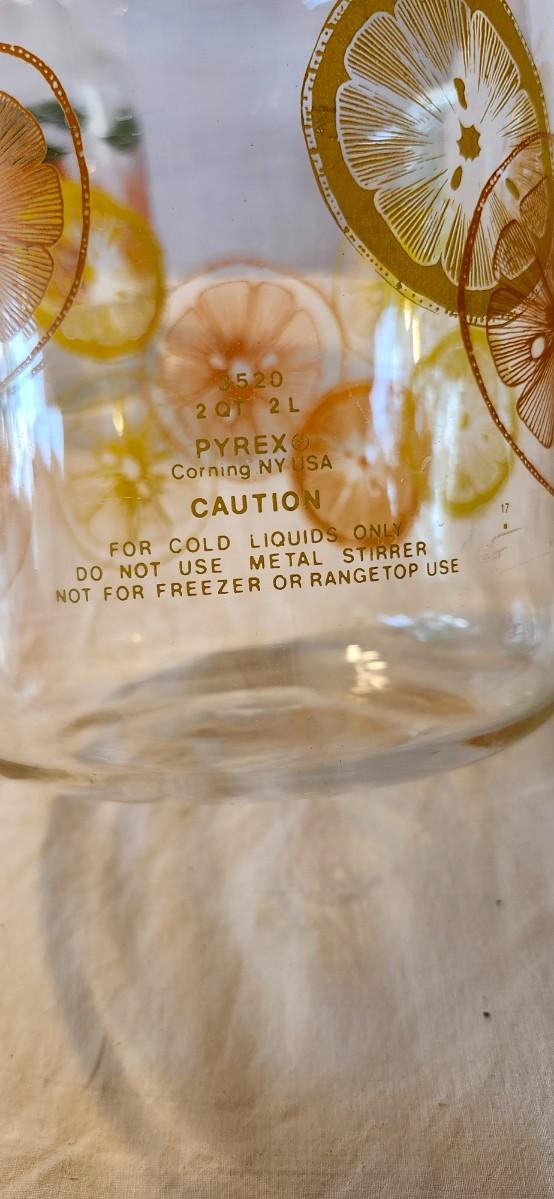 3520
2 QT 2 L
PYREX®
Corning NY USA
CAUTION
FOR COLD LIQUIDS ONLY
DO NOT USE METAL STIRRER
NOT FOR FREEZER OR RANGETOP USE
17